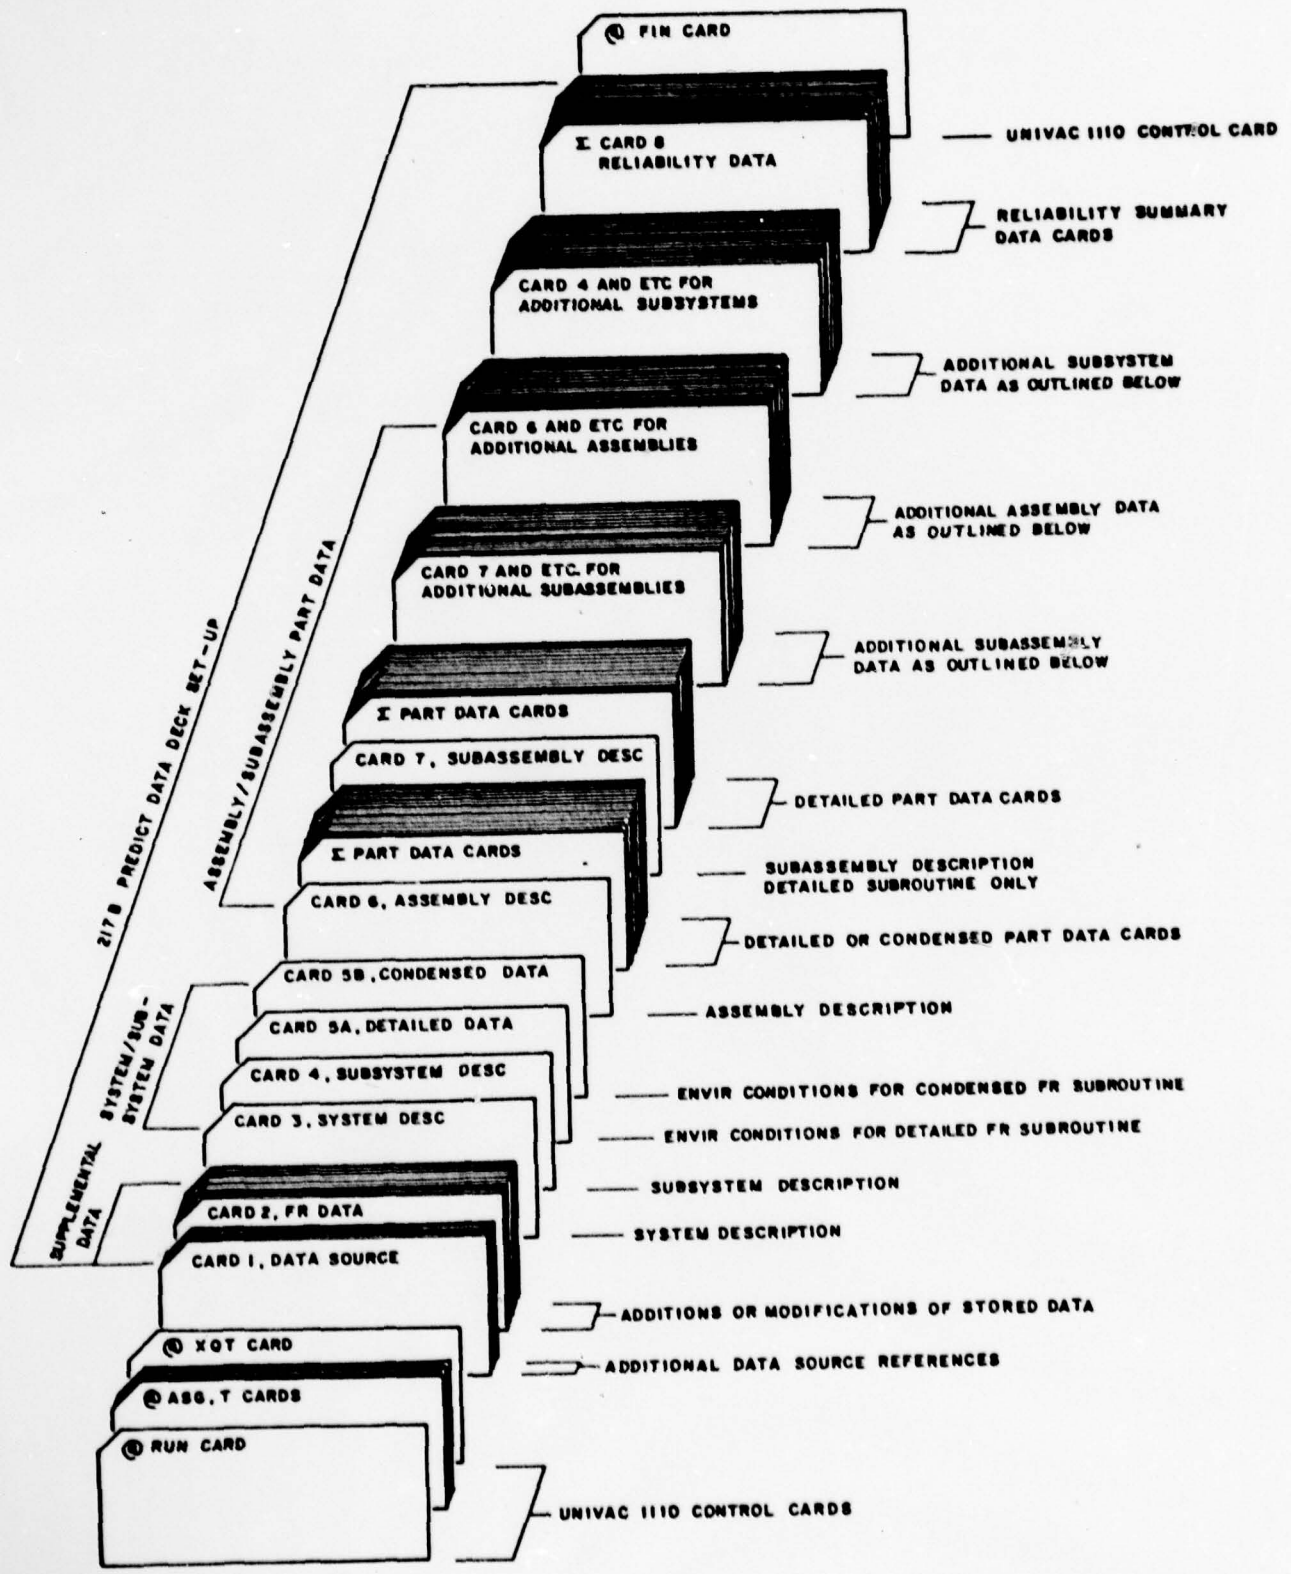 @ FIN CARD
UNIVAC 1110 CONTROL CARD
Σ CARD 8
RELIABILITY DATA
RELIABILITY SUMMARY
DATA CARDS
CARD 4 AND ETC FOR
ADDITIONAL SUBSYSTEMS
ADDITIONAL SUBSYSTEM
DATA AS OUTLINED BELOW
CARD 6 AND ETC FOR
ADDITIONAL ASSEMBLIES
ADDITIONAL ASSEMBLY DATA
AS OUTLINED BELOW
CARD 7 AND ETC. FOR
ADDITIONAL SUBASSEMBLIES
ADDITIONAL SUBASSEMBLY
DATA AS OUTLINED BELOW
Σ PART DATA CARDS
CARD 7, SUBASSEMBLY DESC
DETAILED PART DATA CARDS
Σ PART DATA CARDS
SUBASSEMBLY DESCRIPTION
DETAILED SUBROUTINE ONLY
CARD 6, ASSEMBLY DESC
DETAILED OR CONDENSED PART DATA CARDS
CARD 5B, CONDENSED DATA
ASSEMBLY DESCRIPTION
CARD 5A, DETAILED DATA
CARD 4, SUBSYSTEM DESC
ENVIR CONDITIONS FOR CONDENSED FR SUBROUTINE
CARD 3, SYSTEM DESC
ENVIR CONDITIONS FOR DETAILED FR SUBROUTINE
SUBSYSTEM DESCRIPTION
CARD 2, FR DATA
SYSTEM DESCRIPTION
CARD 1, DATA SOURCE
ADDITIONS OR MODIFICATIONS OF STORED DATA
@ XQT CARD
ADDITIONAL DATA SOURCE REFERENCES
@ ASG, T CARDS
@ RUN CARD
UNIVAC 1110 CONTROL CARDS
217B PREDICT DATA DECK SET-UP
ASSEMBLY/SUBASSEMBLY PART DATA
SYSTEM/SUB-
SYSTEM DATA
SUPPLEMENTAL
DATA